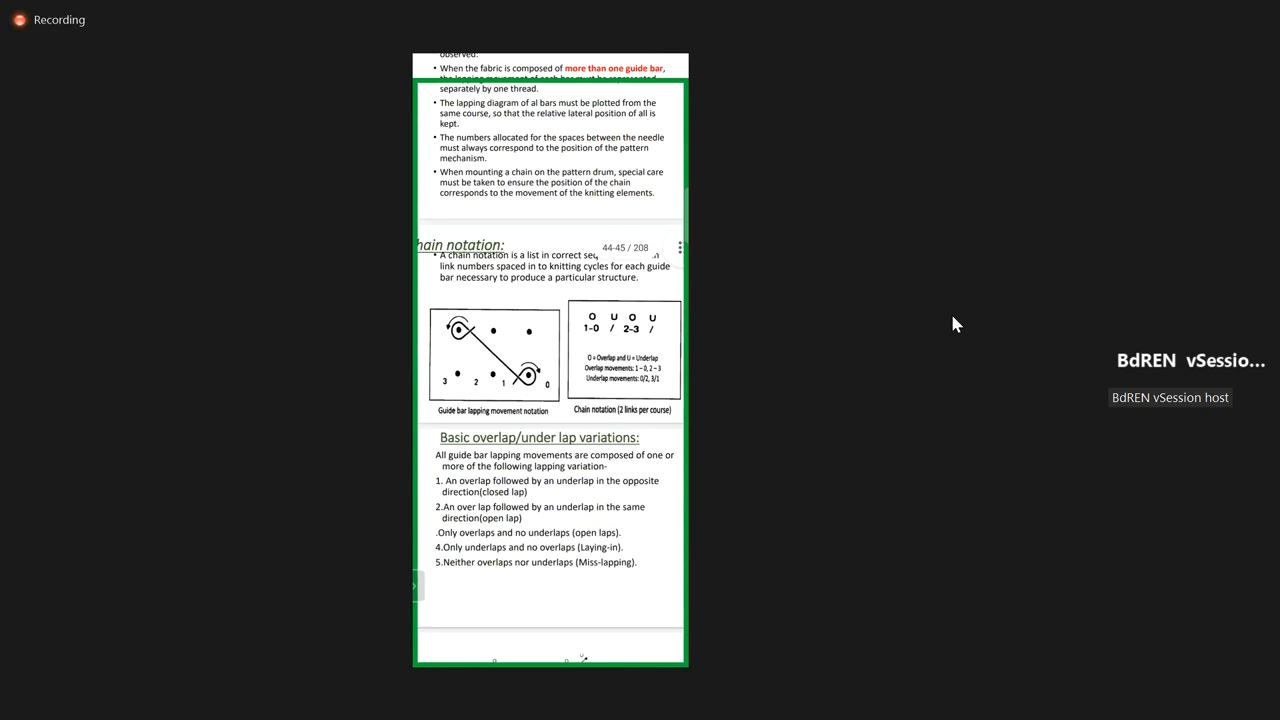 Recording
observed.
• When the fabric is composed of more than one guide bar,
the lapping movement of each bar must be represented
separately by one thread.
• The lapping diagram of al bars must be plotted from the
same course, so that the relative lateral position of all is
kept.
• The numbers allocated for the spaces between the needle
must always correspond to the position of the pattern
mechanism.
• When mounting a chain on the pattern drum, special care
must be taken to ensure the position of the chain
corresponds to the movement of the knitting elements.
hain notation:
44-45 / 208
• A chain notation is a list in correct
link numbers spaced in to knitting cycles for each guide
bar necessary to produce a particular structure.
3 2 1 0
Guide bar lapping movement notation
O U O U
1-0 / 2-3 /
O = Overlap and U = Underlap
Overlap movements: 1 – 0, 2 – 3
Underlap movements: 0/2, 3/1
Chain notation (2 links per course)
Basic overlap/under lap variations:
All guide bar lapping movements are composed of one or
more of the following lapping variation-
1. An overlap followed by an underlap in the opposite
direction(closed lap)
2.An over lap followed by an underlap in the same
direction(open lap)
.Only overlaps and no underlaps (open laps).
4.Only underlaps and no overlaps (Laying-in).
5.Neither overlaps nor underlaps (Miss-lapping).
O O U
BdREN vSessio...
BdREN vSession host